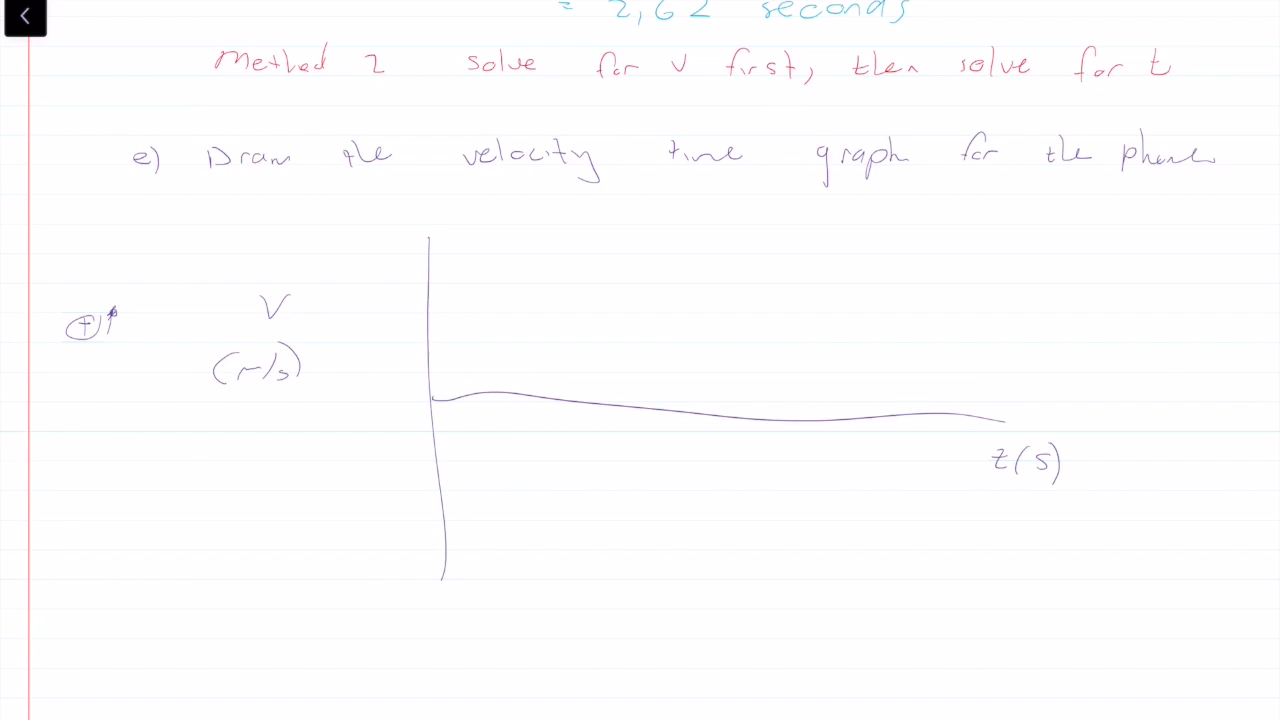 = 2,62 seconds
Method 2 solve for v first, then solve for t
e) Draw the velocity time graph for the phone
+
V
(m/s)
t(s)